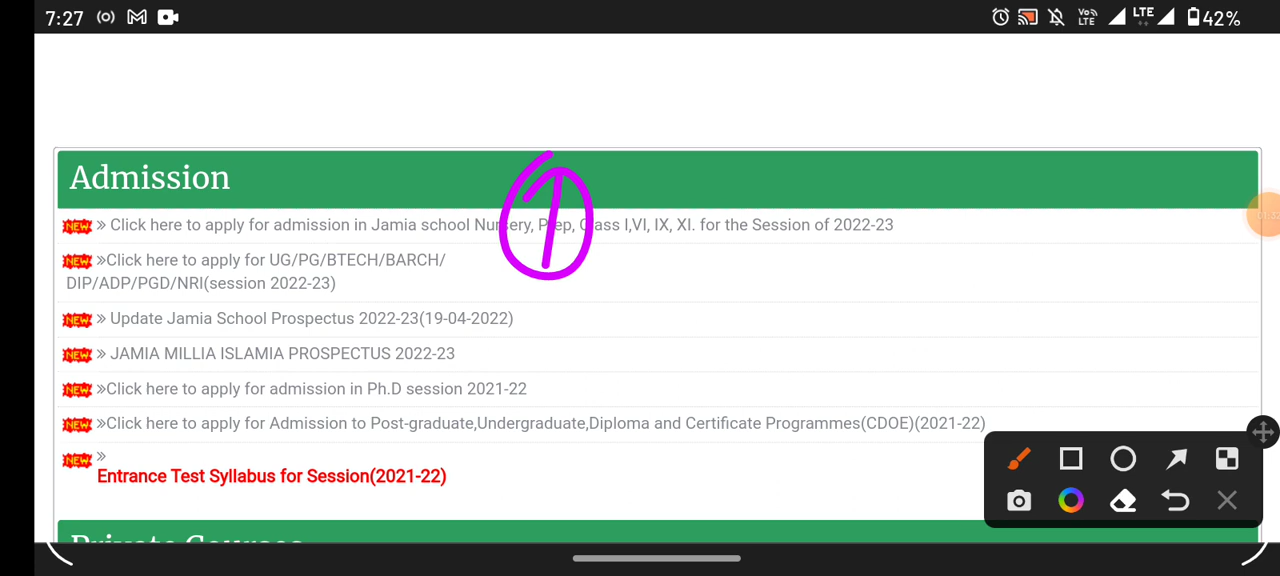 7:27
Vo) LTE
LTE
42%
Admission
NEW » Click here to apply for admission in Jamia school Nursery, Prep, Class I,VI, IX, XI. for the Session of 2022-23
NEW »Click here to apply for UG/PG/BTECH/BARCH/
DIP/ADP/PGD/NRI(session 2022-23)
NEW » Update Jamia School Prospectus 2022-23(19-04-2022)
NEW » JAMIA MILLIA ISLAMIA PROSPECTUS 2022-23
NEW »Click here to apply for admission in Ph.D session 2021-22
NEW »Click here to apply for Admission to Post-graduate,Undergraduate,Diploma and Certificate Programmes(CDOE)(2021-22)
NEW »
Entrance Test Syllabus for Session(2021-22)
Private Courses